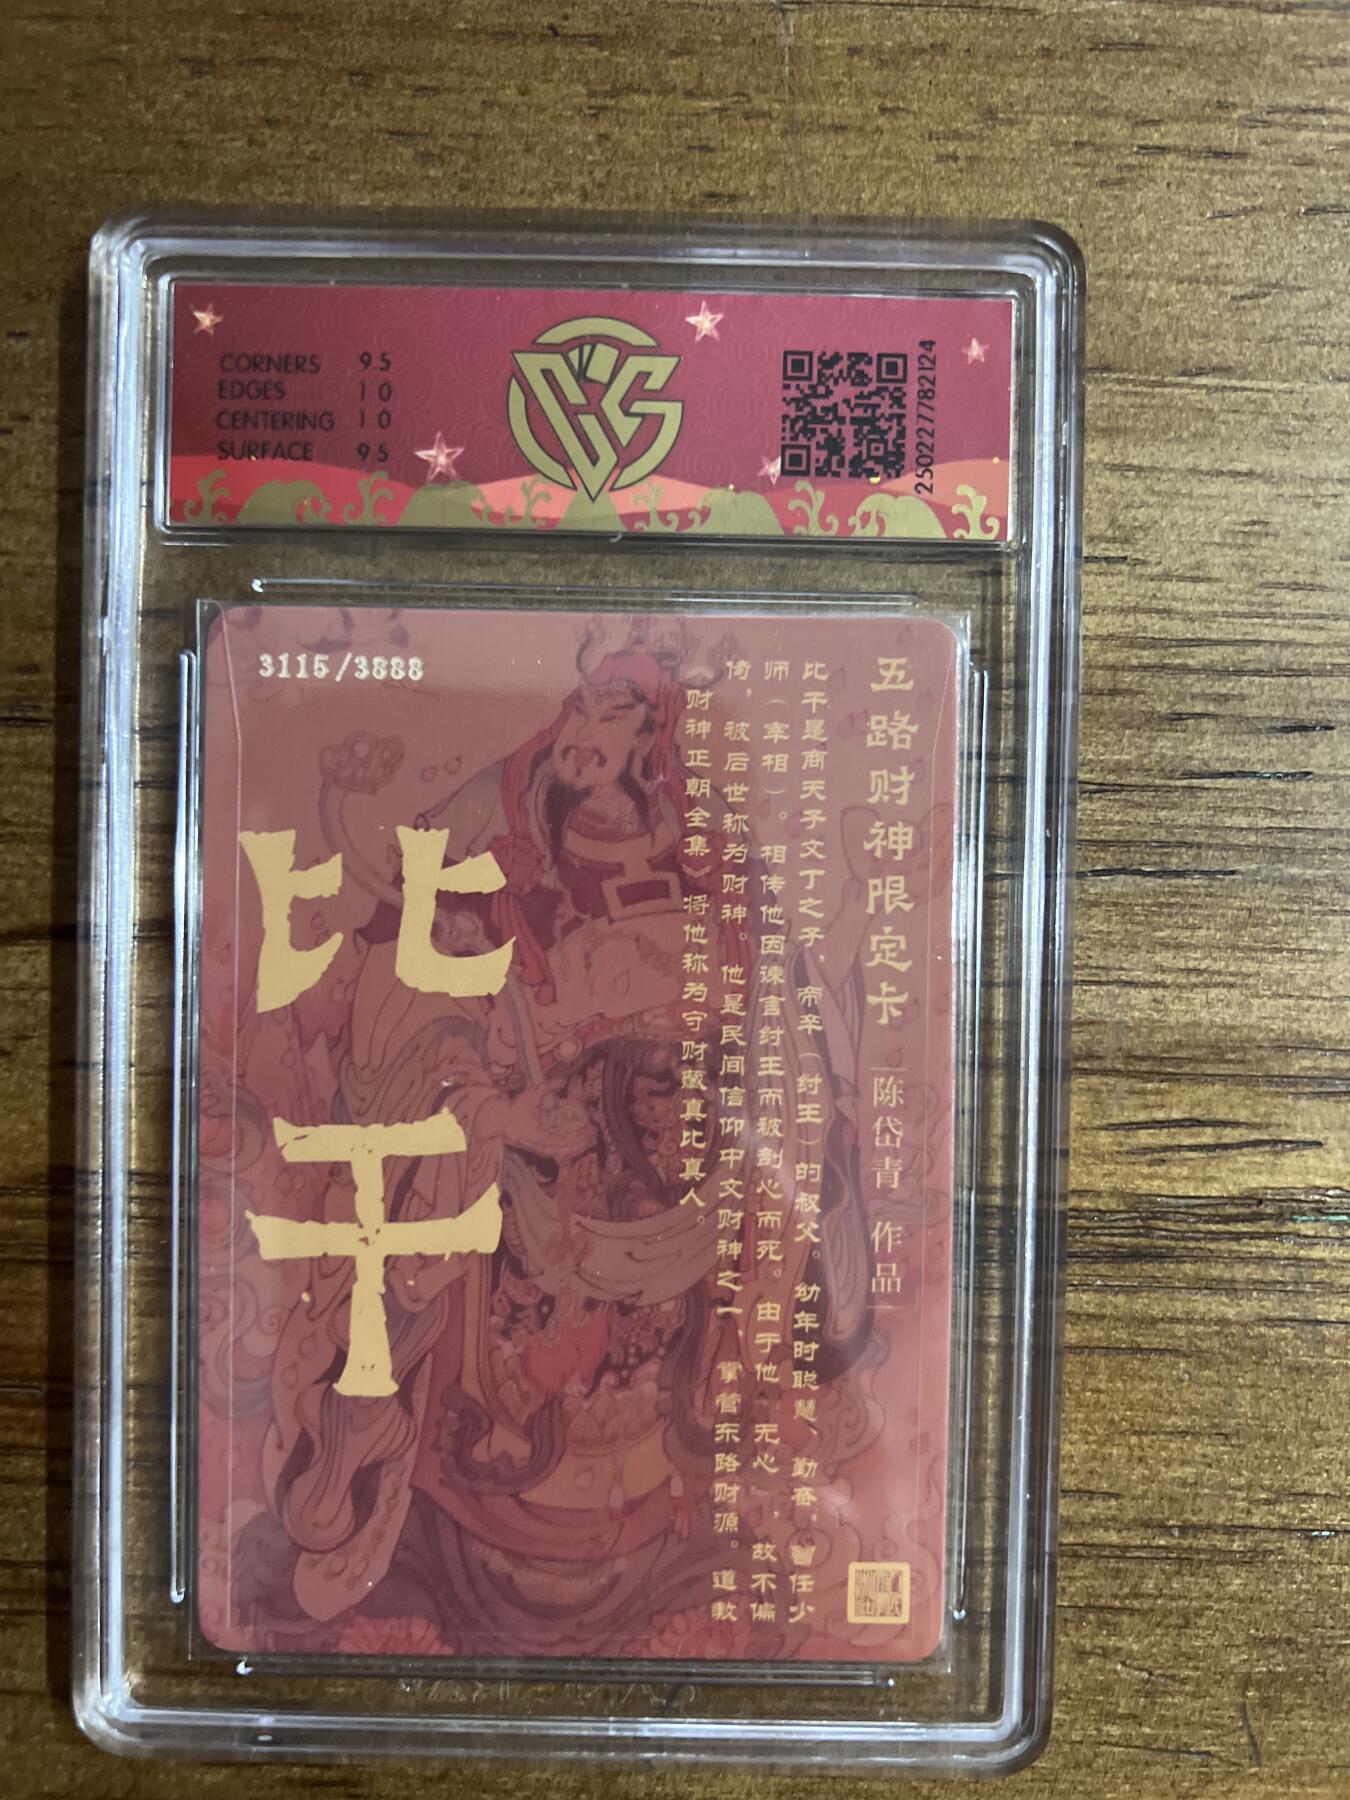 CORNERS 9.5
EDGES 10
CENTERING 10
SURFACE 9.5
250227782124
3115/3888
五路财神限定卡
陈岱青 作品
比干是商天子文丁之子，帝辛（纣王）的叔父。幼年时聪慧、勤奋，曾任少
师（宰相）。相传他因谏言纣王而被剖心而死。由于他“无心”，故不偏
倚，被后世称为财神。他是民间信仰中文财神之一，掌管东路财源。道教
《财神正朝全集》将他称为守财藏真比真人。
比干